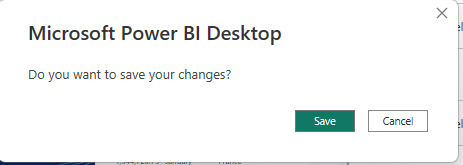 Microsoft Power BI Desktop
Do you want to save your changes?
Save
Cancel